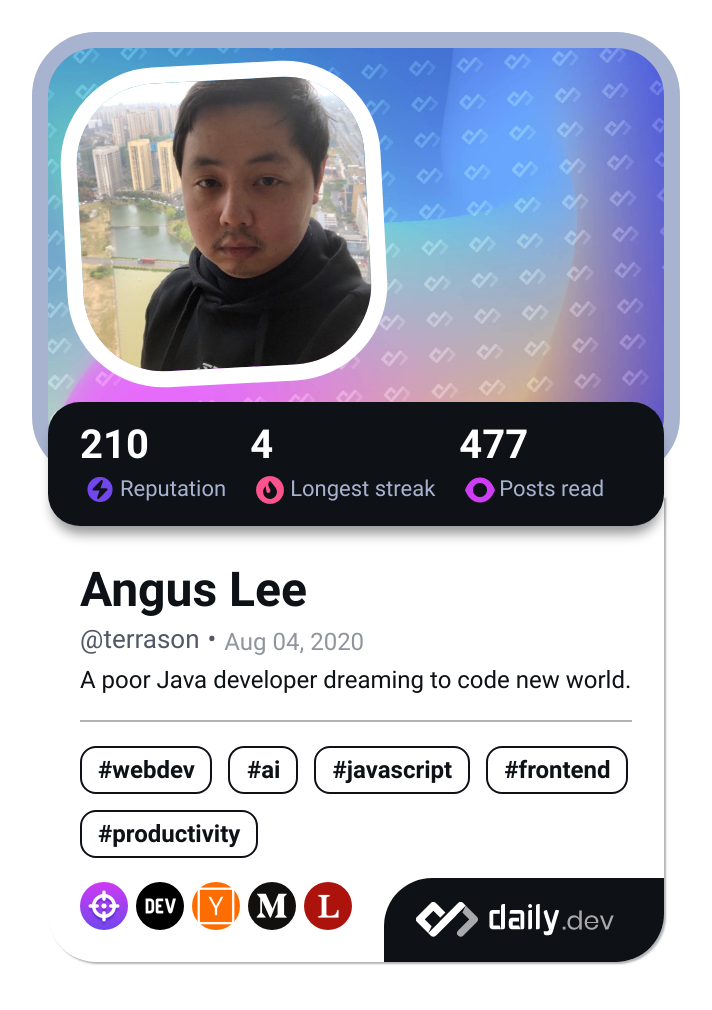 210 4 477
Reputation Longest streak Posts read
Angus Lee
@terrason • Aug 04, 2020
A poor Java developer dreaming to code new world.
#webdev #ai #javascript #frontend
#productivity
DEV Y M L daily.dev